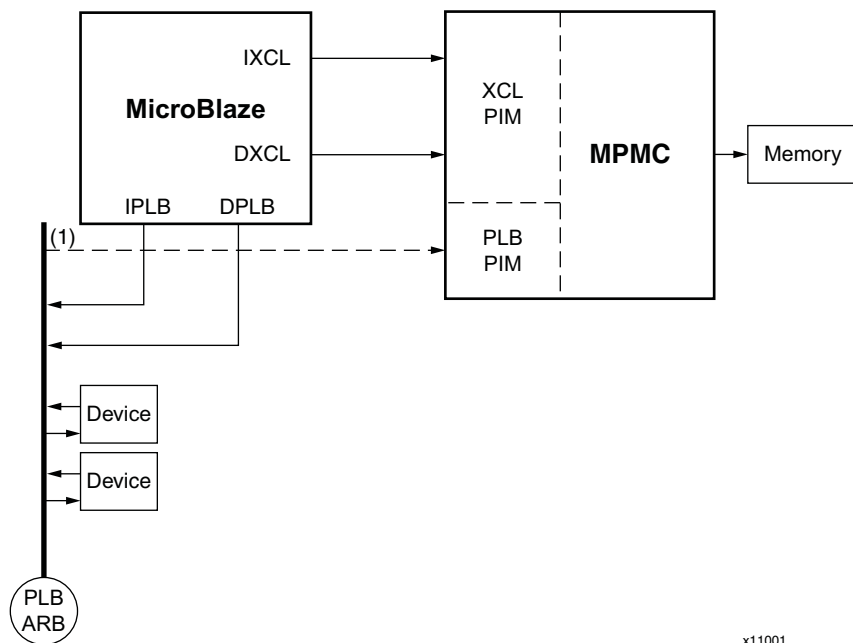 IXCL
MicroBlaze
DXCL
IPLB DPLB
XCL
PIM
MPMC
Memory
(1)
PLB
PIM
Device
Device
PLB
ARB
x11001